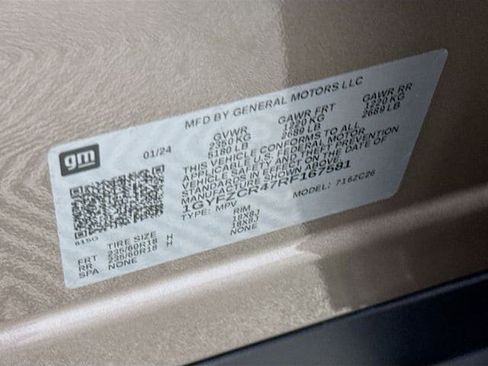 gm
MFD BY GENERAL MOTORS LLC
01/24
GVWR GAWR FRT GAWR RR
2350 KG 1220 KG 1220 KG
5180 LB 2689 LB 2689 LB
THIS VEHICLE CONFORMS TO ALL
APPLICABLE U.S. FEDERAL MOTOR
VEHICLE SAFETY AND THEFT PREVENTION
STANDARDS IN EFFECT ON THE DATE OF
MANUFACTURE SHOWN ABOVE.
1GYFZCR47RF167581
TYPE: MPV MODEL: 7162C26
TIRE SIZE RIM
FRT 235/60R18 H 18X8J
RR 235/60R18 H 18X8J
SPA NONE NONE